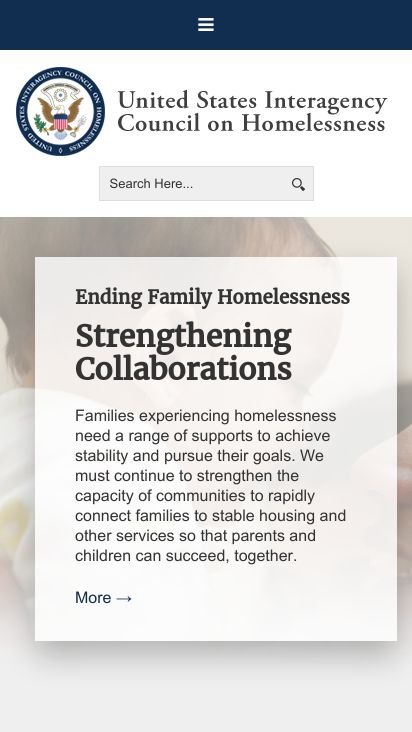 UNITED STATES INTERAGENCY COUNCIL ON HOMELESSNESS
United States Interagency
Council on Homelessness
Search Here...
Ending Family Homelessness
Strengthening
Collaborations
Families experiencing homelessness
need a range of supports to achieve
stability and pursue their goals. We
must continue to strengthen the
capacity of communities to rapidly
connect families to stable housing and
other services so that parents and
children can succeed, together.
More →